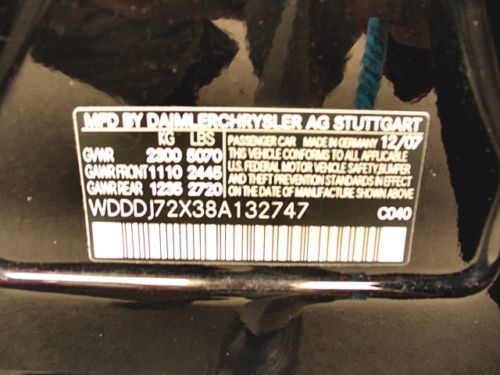 MFD BY DAIMLERCHRYSLER AG STUTTGART
KG LBS PASSENGER CAR MADE IN GERMANY 12/07
GVWR 2300 5070 THIS VEHICLE CONFORMS TO ALL APPLICABLE
GAWR FRONT 1110 2445 U.S. FEDERAL MOTOR VEHICLE SAFETY, BUMPER
GAWR REAR 1235 2720 AND THEFT PREVENTION STANDARDS IN EFFECT
ON THE DATE OF MANUFACTURE SHOWN ABOVE
WDDDJ72X38A132747 C040